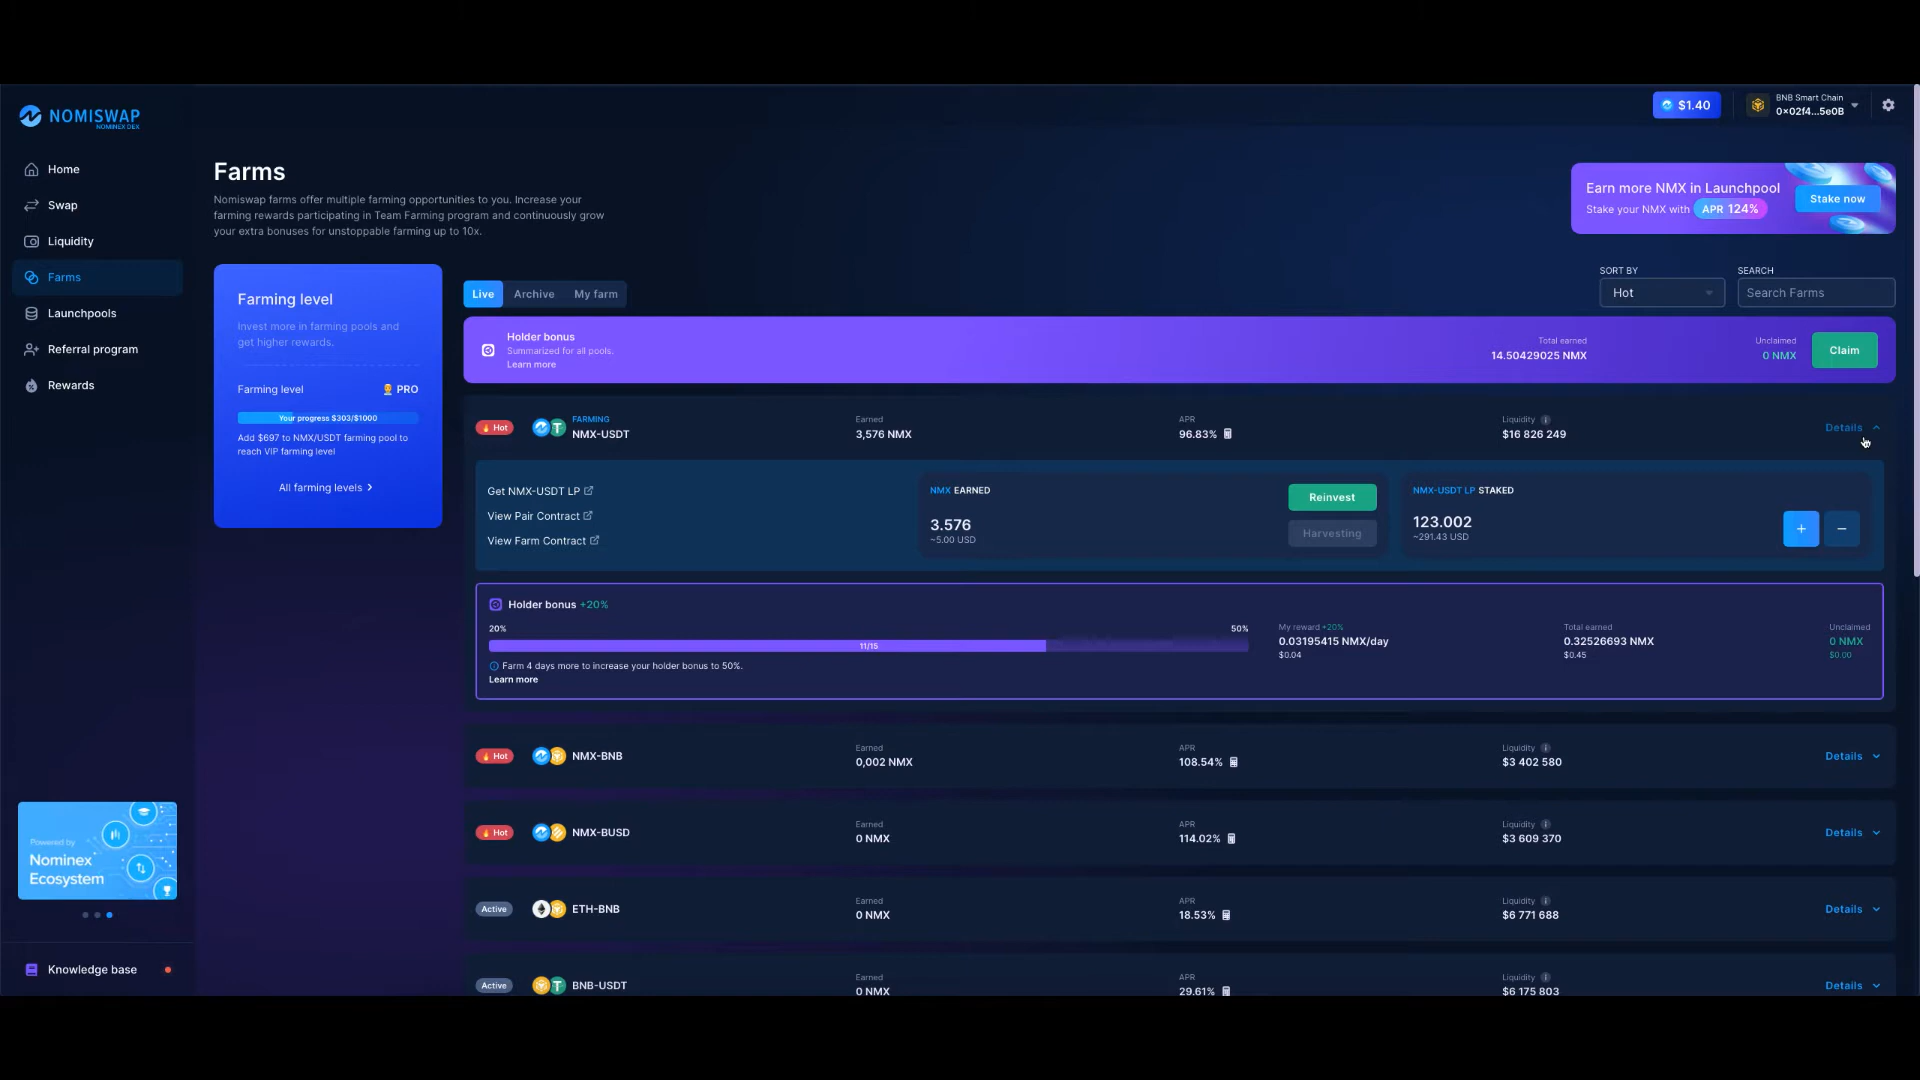 NOMISWAP
NOMINEX DEX
$1.40
BNB Smart Chain
0×02f4...5e0B
Home
Swap
Liquidity
Farms
Launchpools
Referral program
Rewards
Farms
Nomiswap farms offer multiple farming opportunities to you. Increase your
farming rewards participating in Team Farming program and continuously grow
your extra bonuses for unstoppable farming up to 10x.
Earn more NMX in Launchpool
Stake your NMX with APR 124%
Stake now
Farming level
Invest more in farming pools and
get higher rewards.
Farming level PRO
Your progress $303/$1000
Add $697 to NMX/USDT farming pool to
reach VIP farming level
All farming levels
Live Archive My farm
SORT BY
Hot
SEARCH
Search Farms
Holder bonus
Summarized for all pools.
Learn more
Total earned
14.50429025 NMX
Unclaimed
0 NMX
Claim
Hot
FARMING
NMX-USDT
Earned
3,576 NMX
APR
96.83%
Liquidity
$16 826 249
Details
Get NMX-USDT LP
View Pair Contract
View Farm Contract
NMX EARNED
3.576
~5.00 USD
Reinvest
Harvesting
NMX-USDT LP STAKED
123.002
~291.43 USD
+
−
Holder bonus +20%
20% 50%
11/15
Farm 4 days more to increase your holder bonus to 50%.
Learn more
My reward +20%
0.03195415 NMX/day
$0.04
Total earned
0.32526693 NMX
$0.45
Unclaimed
0 NMX
$0.00
Hot
NMX-BNB
Earned
0,002 NMX
APR
108.54%
Liquidity
$3 402 580
Details
Hot
NMX-BUSD
Earned
0 NMX
APR
114.02%
Liquidity
$3 609 370
Details
Active
ETH-BNB
Earned
0 NMX
APR
18.53%
Liquidity
$6 771 688
Details
Active
BNB-USDT
Earned
0 NMX
APR
29.61%
Liquidity
$6 175 803
Details
Powered by
Nominex
Ecosystem
Knowledge base